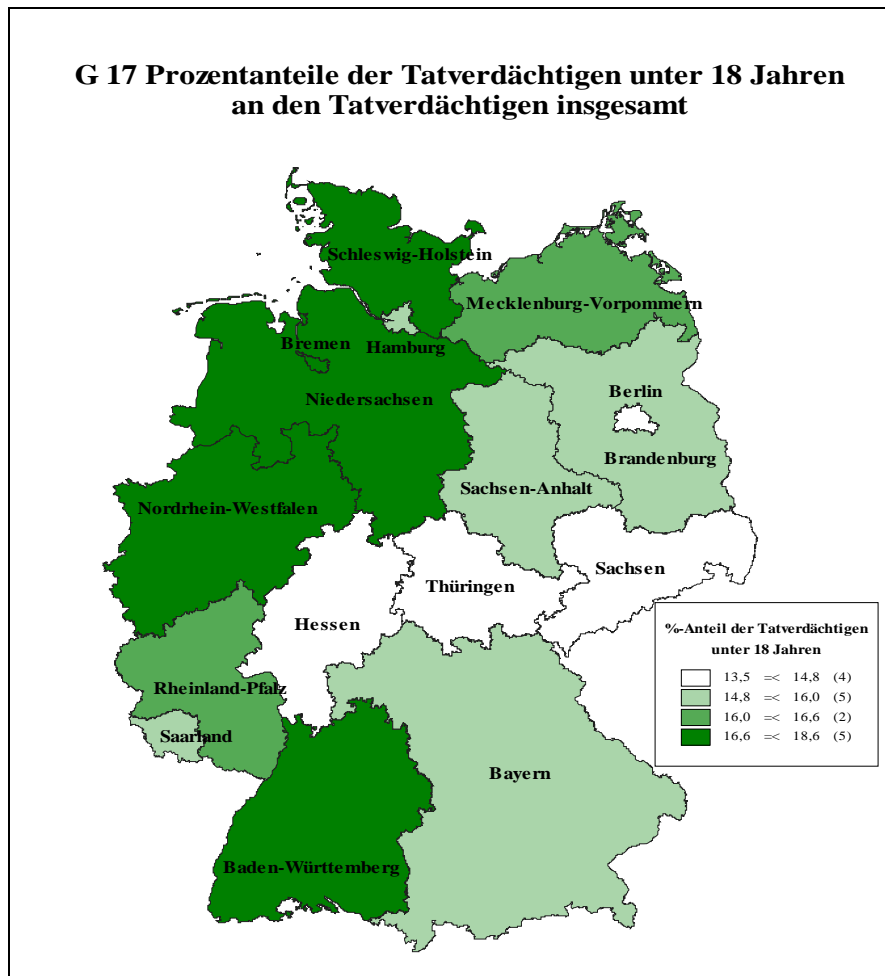 G 17 Prozentanteile der Tatverdächtigen unter 18 Jahren
an den Tatverdächtigen insgesamt
Schleswig-Holstein
Mecklenburg-Vorpommern
Bremen
Hamburg
Berlin
Niedersachsen
Brandenburg
Sachsen-Anhalt
Nordrhein-Westfalen
Sachsen
Thüringen
Hessen
%-Anteil der Tatverdächtigen
unter 18 Jahren
13,5 =< 14,8 (4)
14,8 =< 16,0 (5)
16,0 =< 16,6 (2)
16,6 =< 18,6 (5)
Rheinland-Pfalz
Saarland
Bayern
Baden-Württemberg